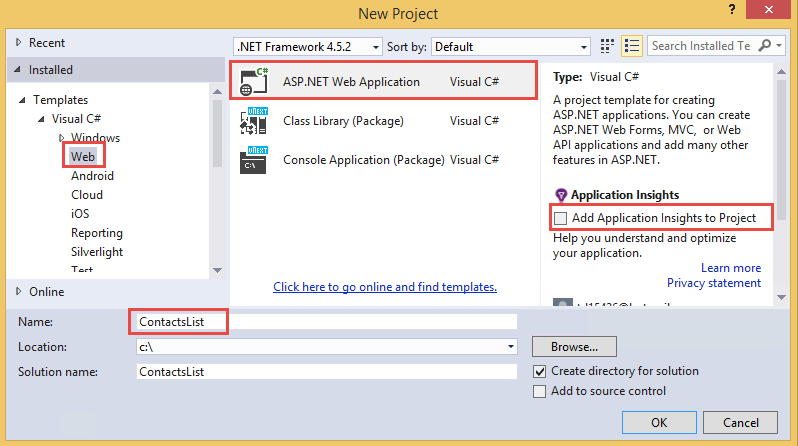 New Project
?
Recent
Installed
Templates
Visual C#
Windows
Web
Android
Cloud
iOS
Reporting
Silverlight
Test
Online
.NET Framework 4.5.2
Sort by:
Default
Search Installed Te
C#
ASP.NET Web Application Visual C#
Class Library (Package) Visual C#
Console Application (Package) Visual C#
Click here to go online and find templates.
Type: Visual C#
A project template for creating
ASP.NET applications. You can create
ASP.NET Web Forms, MVC, or Web
API applications and add many other
features in ASP.NET.
Application Insights
Add Application Insights to Project
Help you understand and optimize
your application.
Learn more
Privacy statement
Name: ContactsList
Location: c:\
Browse...
Solution name: ContactsList
Create directory for solution
Add to source control
OK
Cancel